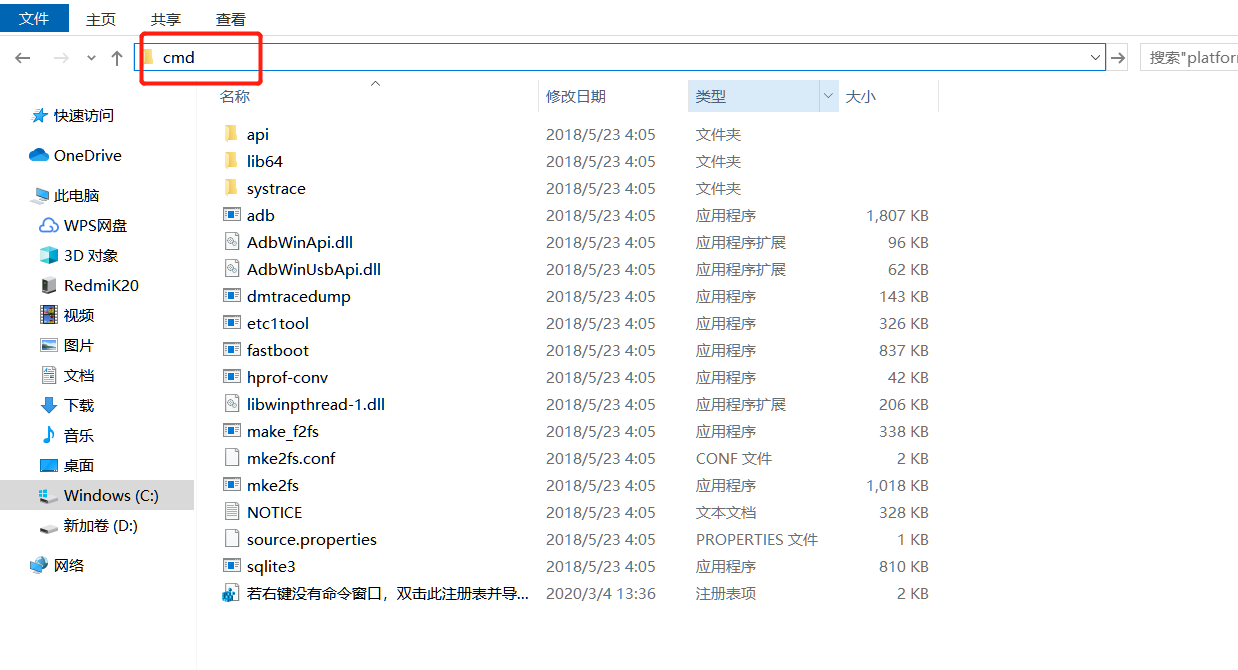 文件 主页 共享 查看
cmd 搜索"platfor
名称 修改日期 类型 大小
快速访问
OneDrive
此电脑
WPS网盘
3D 对象
RedmiK20
视频
图片
文档
下载
音乐
桌面
Windows (C:)
新加卷 (D:)
网络
api 2018/5/23 4:05 文件夹
lib64 2018/5/23 4:05 文件夹
systrace 2018/5/23 4:05 文件夹
adb 2018/5/23 4:05 应用程序 1,807 KB
AdbWinApi.dll 2018/5/23 4:05 应用程序扩展 96 KB
AdbWinUsbApi.dll 2018/5/23 4:05 应用程序扩展 62 KB
dmtracedump 2018/5/23 4:05 应用程序 143 KB
etc1tool 2018/5/23 4:05 应用程序 326 KB
fastboot 2018/5/23 4:05 应用程序 837 KB
hprof-conv 2018/5/23 4:05 应用程序 42 KB
libwinpthread-1.dll 2018/5/23 4:05 应用程序扩展 206 KB
make_f2fs 2018/5/23 4:05 应用程序 338 KB
mke2fs.conf 2018/5/23 4:05 CONF 文件 2 KB
mke2fs 2018/5/23 4:05 应用程序 1,018 KB
NOTICE 2018/5/23 4:05 文本文档 328 KB
source.properties 2018/5/23 4:05 PROPERTIES 文件 1 KB
sqlite3 2018/5/23 4:05 应用程序 810 KB
若右键没有命令窗口，双击此注册表并导... 2020/3/4 13:36 注册表项 2 KB